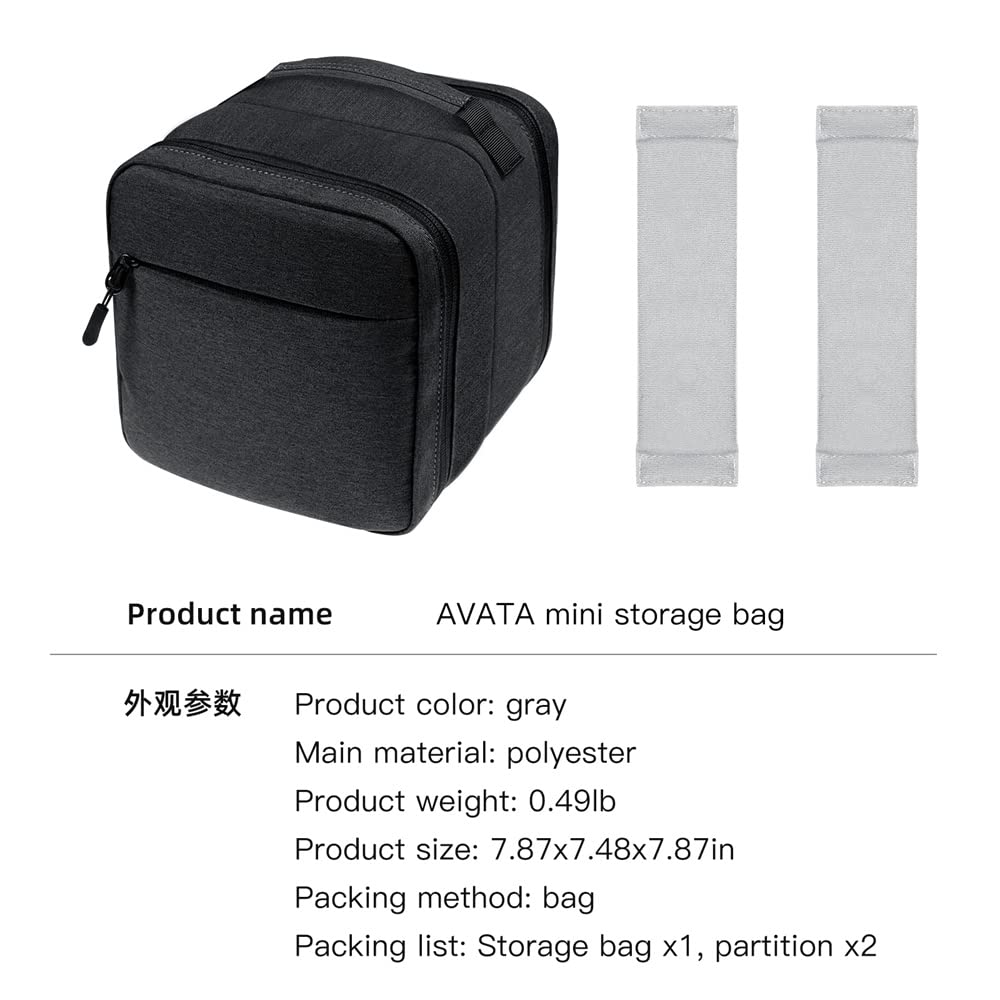 Product name AVATA mini storage bag
外观参数 Product color: gray
Main material: polyester
Product weight: 0.49lb
Product size: 7.87x7.48x7.87in
Packing method: bag
Packing list: Storage bag x1, partition x2